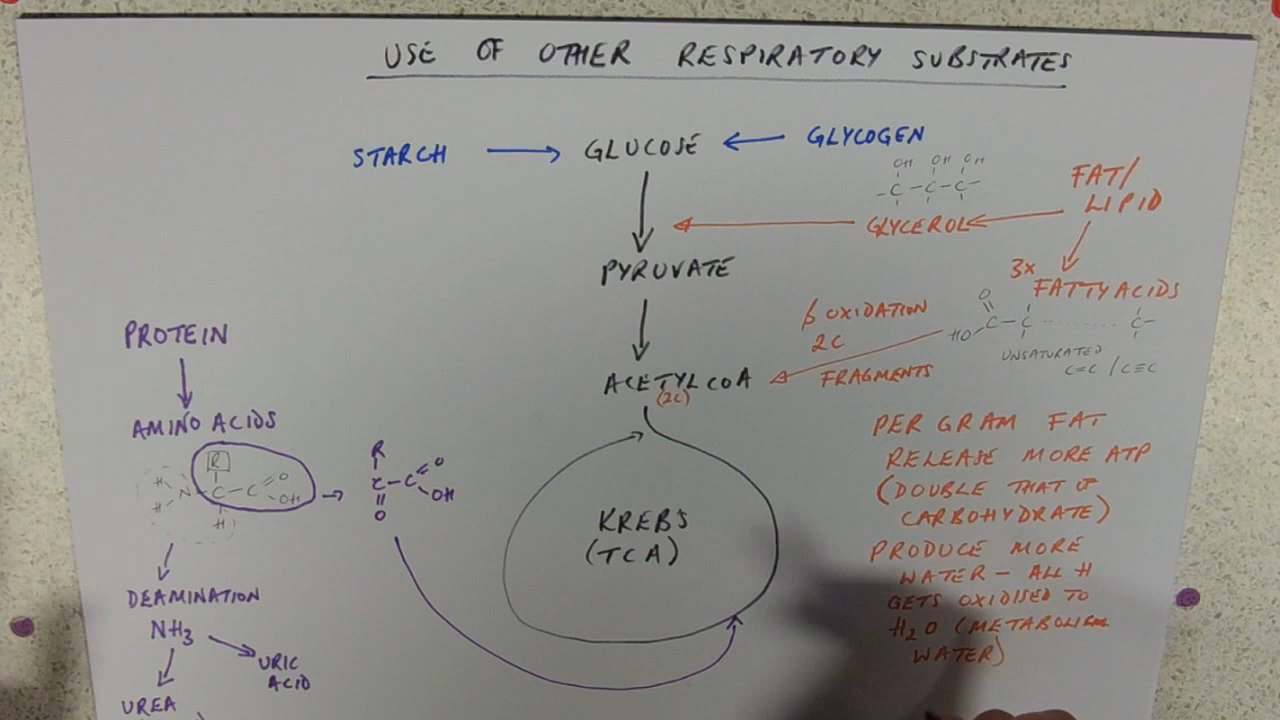 USE OF OTHER RESPIRATORY SUBSTRATES
STARCH → GLUCOSE ← GLYCOGEN
OH OH OH
-C-C-C-
FAT/
LIPID
GLYCEROL
PYRUVATE
3x
FATTY ACIDS
O
HO C-C ........ C-
UNSATURATED
C=C / C≡C
β OXIDATION
2C
FRAGMENTS
ACETYL COA
(2C)
PROTEIN
AMINO ACIDS
R
H
N-C-C O
H OH
H
R
C-C O
OH
O
KREBS
(TCA)
DEAMINATION
NH3
URIC
ACID
UREA
PER GRAM FAT
RELEASE MORE ATP
(DOUBLE THAT OF
CARBOHYDRATE)
PRODUCE MORE
WATER - ALL H
GETS OXIDISED TO
H2O (METABOLISM
WATER)